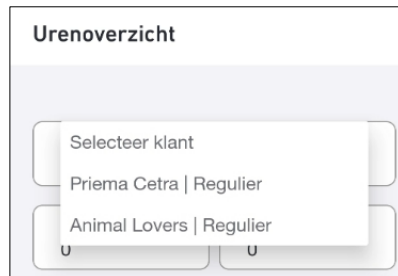 Urenoverzicht
Selecteer klant
Priema Cetra | Regulier
Animal Lovers | Regulier
0 0